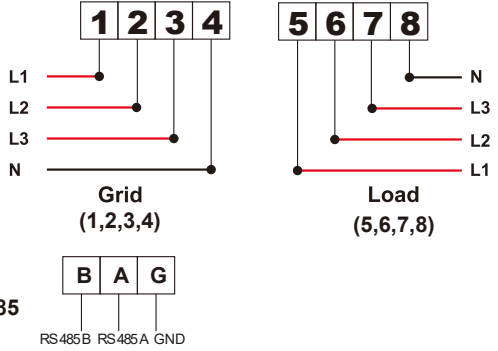 1 2 3 4
5 6 7 8
L1
L2
L3
N
N
L3
L2
L1
Grid
(1,2,3,4)
Load
(5,6,7,8)
B A G
85
RS485B RS485A GND